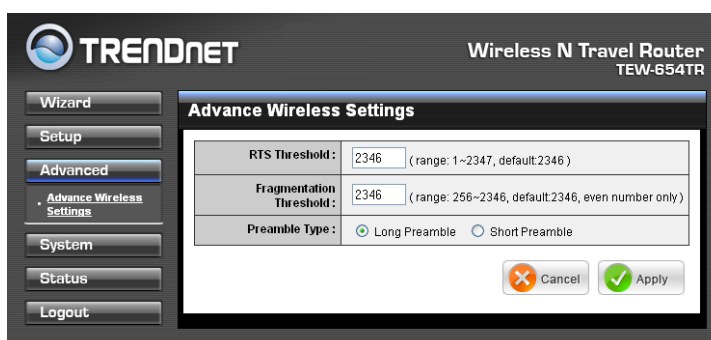 TRENDNET
Wireless N Travel Router
TEW-654TR
Wizard
Setup
Advanced
Advance Wireless
Settings
System
Status
Logout
Advance Wireless Settings
RTS Threshold :
2346 ( range: 1~2347, default:2346 )
Fragmentation
Threshold :
2346 ( range: 256~2346, default:2346, even number only )
Preamble Type :
Long Preamble Short Preamble
Cancel Apply